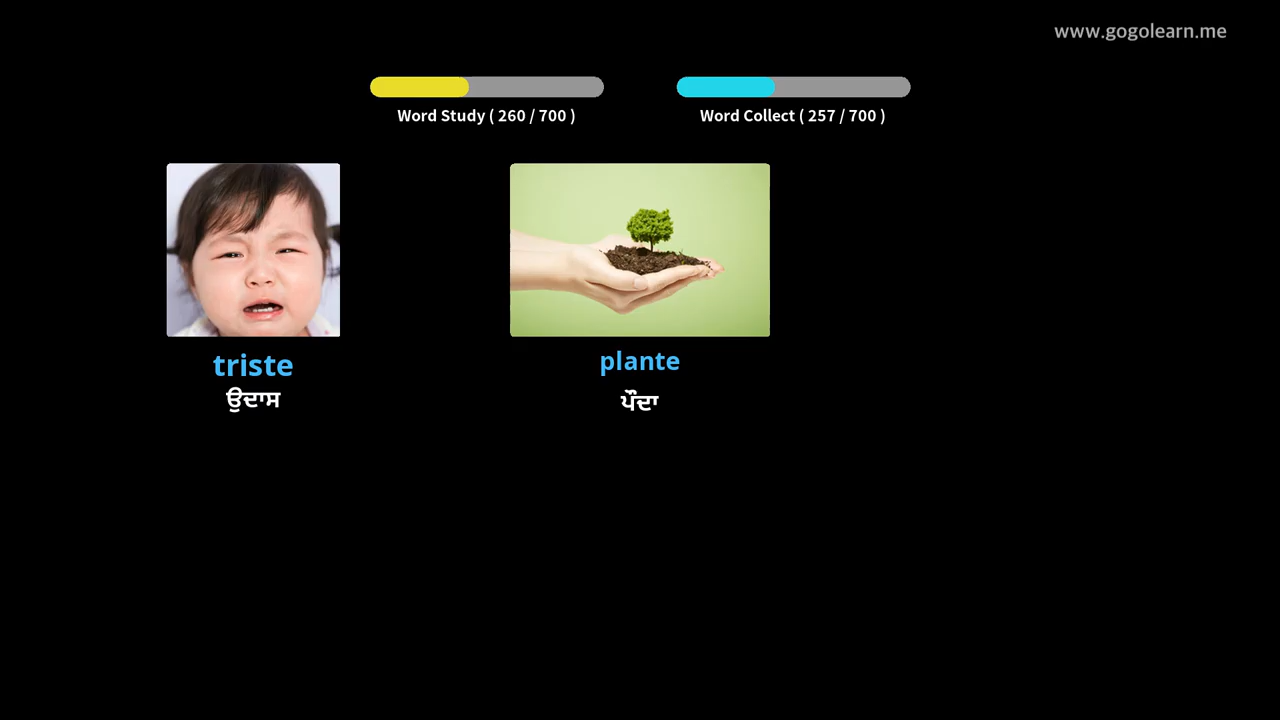 www.gogolearn.me
Word Study ( 260 / 700 )
Word Collect ( 257 / 700 )
triste
ਉਦਾਸ
plante
ਪੌਦਾ